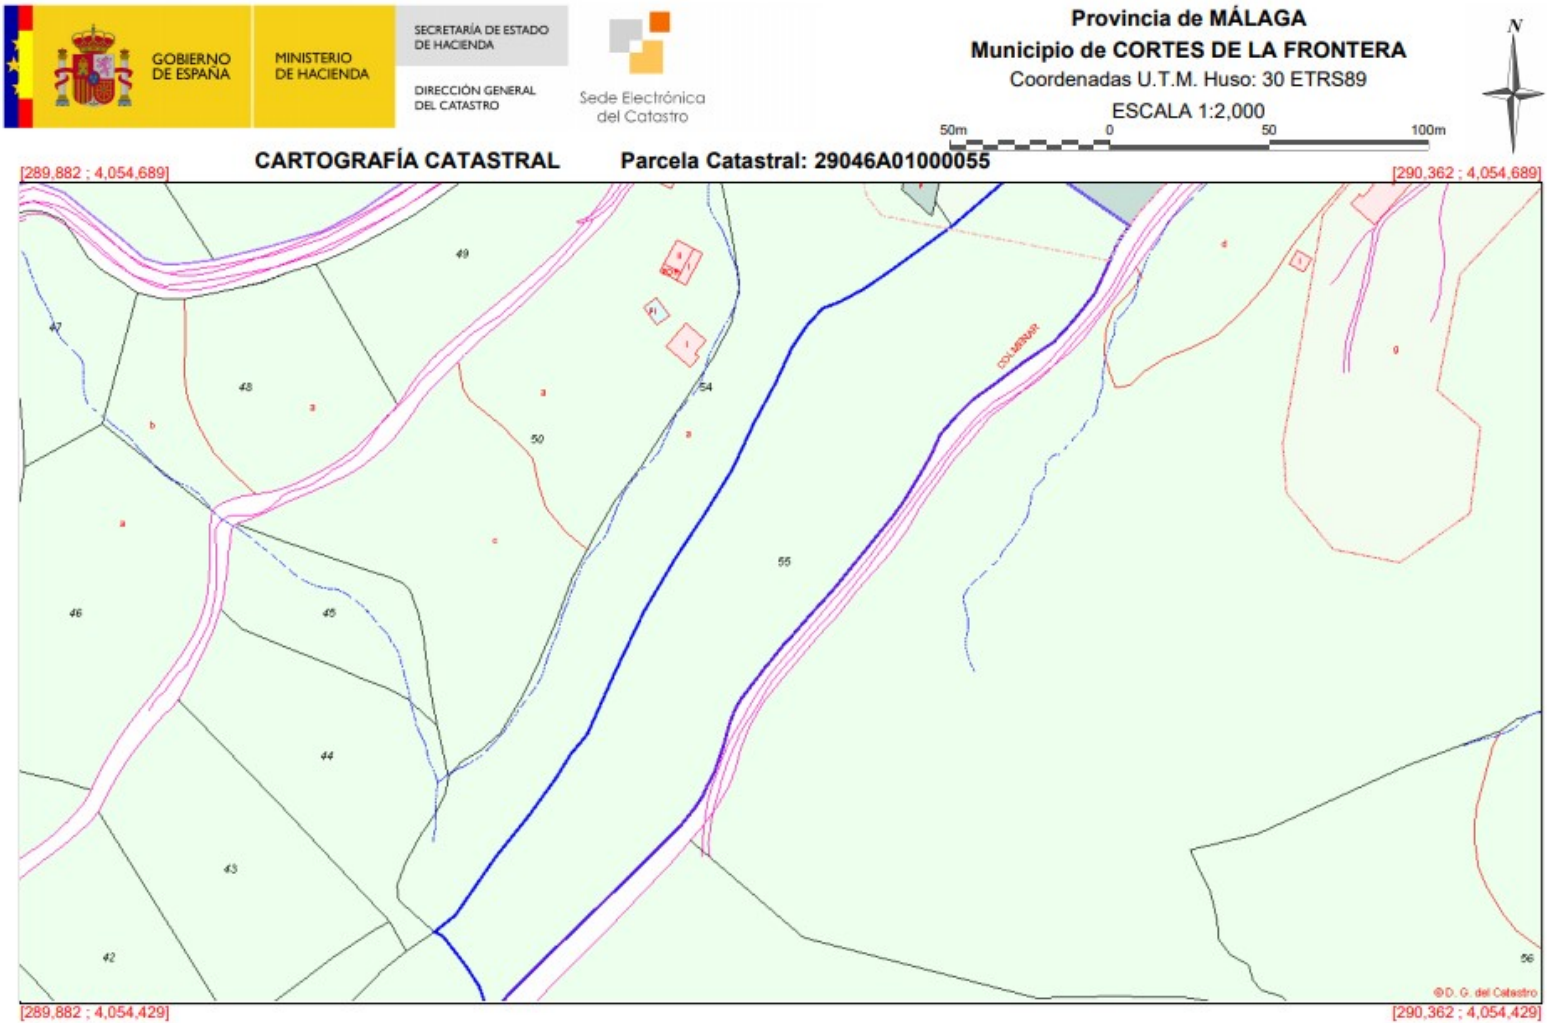 GOBIERNO
DE ESPAÑA
MINISTERIO
DE HACIENDA
SECRETARÍA DE ESTADO
DE HACIENDA
DIRECCIÓN GENERAL
DEL CATASTRO
Sede Electrónica
del Catastro
Provincia de MÁLAGA
Municipio de CORTES DE LA FRONTERA
Coordenadas U.T.M. Huso: 30 ETRS89
ESCALA 1:2,000
50m 0 50 100m
N
CARTOGRAFÍA CATASTRAL Parcela Catastral: 29046A01000055
[289,882 ; 4,054,689] [290,362 ; 4,054,689]
49
d
I
47
PI
I
COLMENAR
g
48
a
a
54
b
50
a
a
c
55
46
45
44
43
42
56
© D. G. del Catastro
[289,882 ; 4,054,429] [290,362 ; 4,054,429]